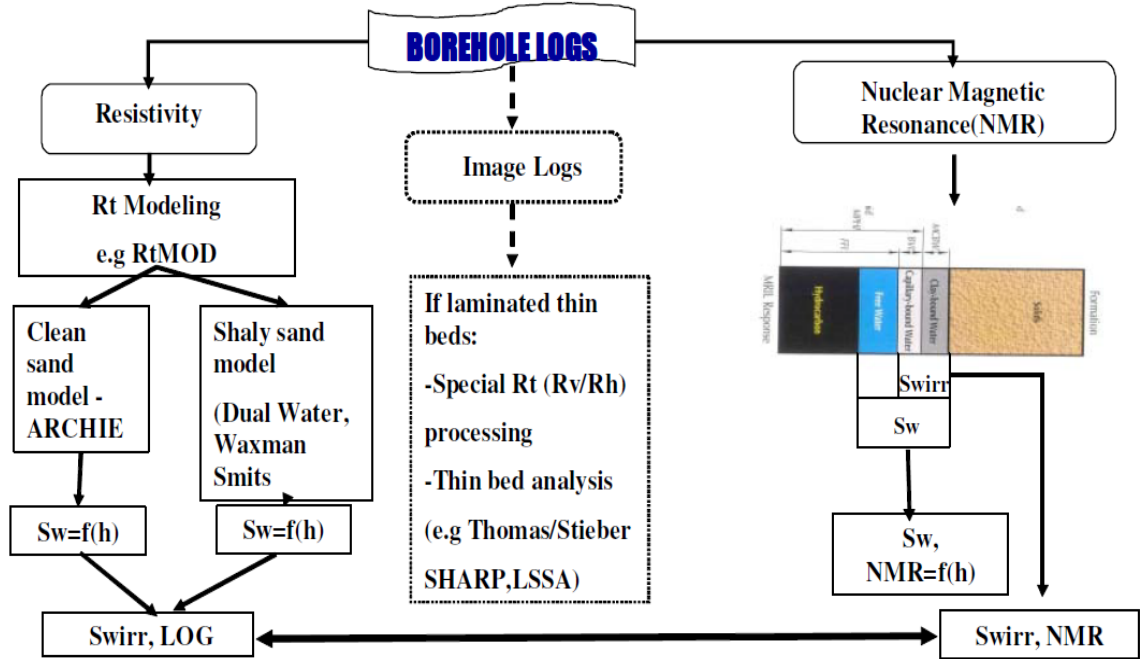 BOREHOLE LOGS
Resistivity
Image Logs
Nuclear Magnetic
Resonance(NMR)
Rt Modeling
e.g RtMOD
Clean
sand
model -
ARCHIE
Shaly sand
model
(Dual Water,
Waxman
Smits
Sw=f(h)
Sw=f(h)
Swirr, LOG
If laminated thin
beds:
-Special Rt (Rv/Rh)
processing
-Thin bed analysis
(e.g Thomas/Stieber
SHARP,LSSA)
MRIL Response
Hydrocarbon
Free Water
Capillary-bound Water
Clay-bound Water
Solids
Formation
Swirr
Sw
Sw,
NMR=f(h)
Swirr, NMR